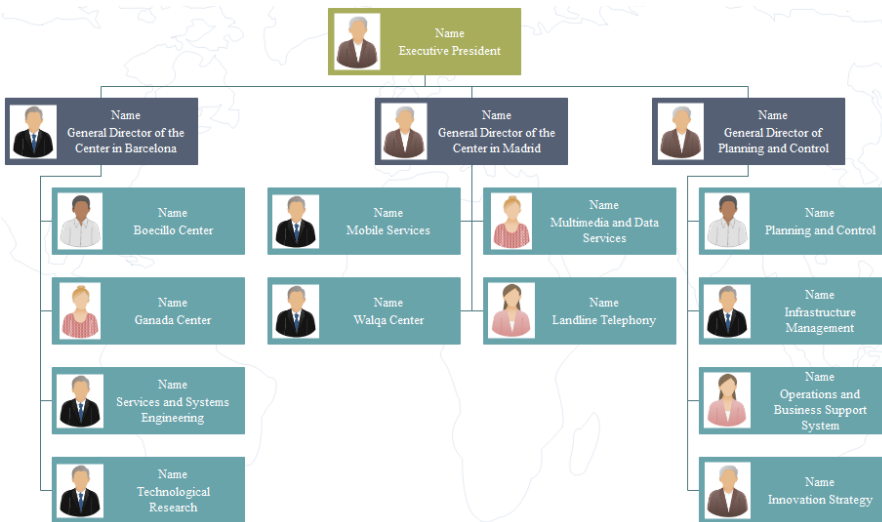 Name
Executive President
Name
General Director of the
Center in Barcelona
Name
General Director of the
Center in Madrid
Name
General Director of
Planning and Control
Name
Boecillo Center
Name
Mobile Services
Name
Multimedia and Data
Services
Name
Planning and Control
Name
Ganada Center
Name
Walqa Center
Name
Landline Telephony
Name
Infrastructure
Management
Name
Services and Systems
Engineering
Name
Operations and
Business Support
System
Name
Technological
Research
Name
Innovation Strategy